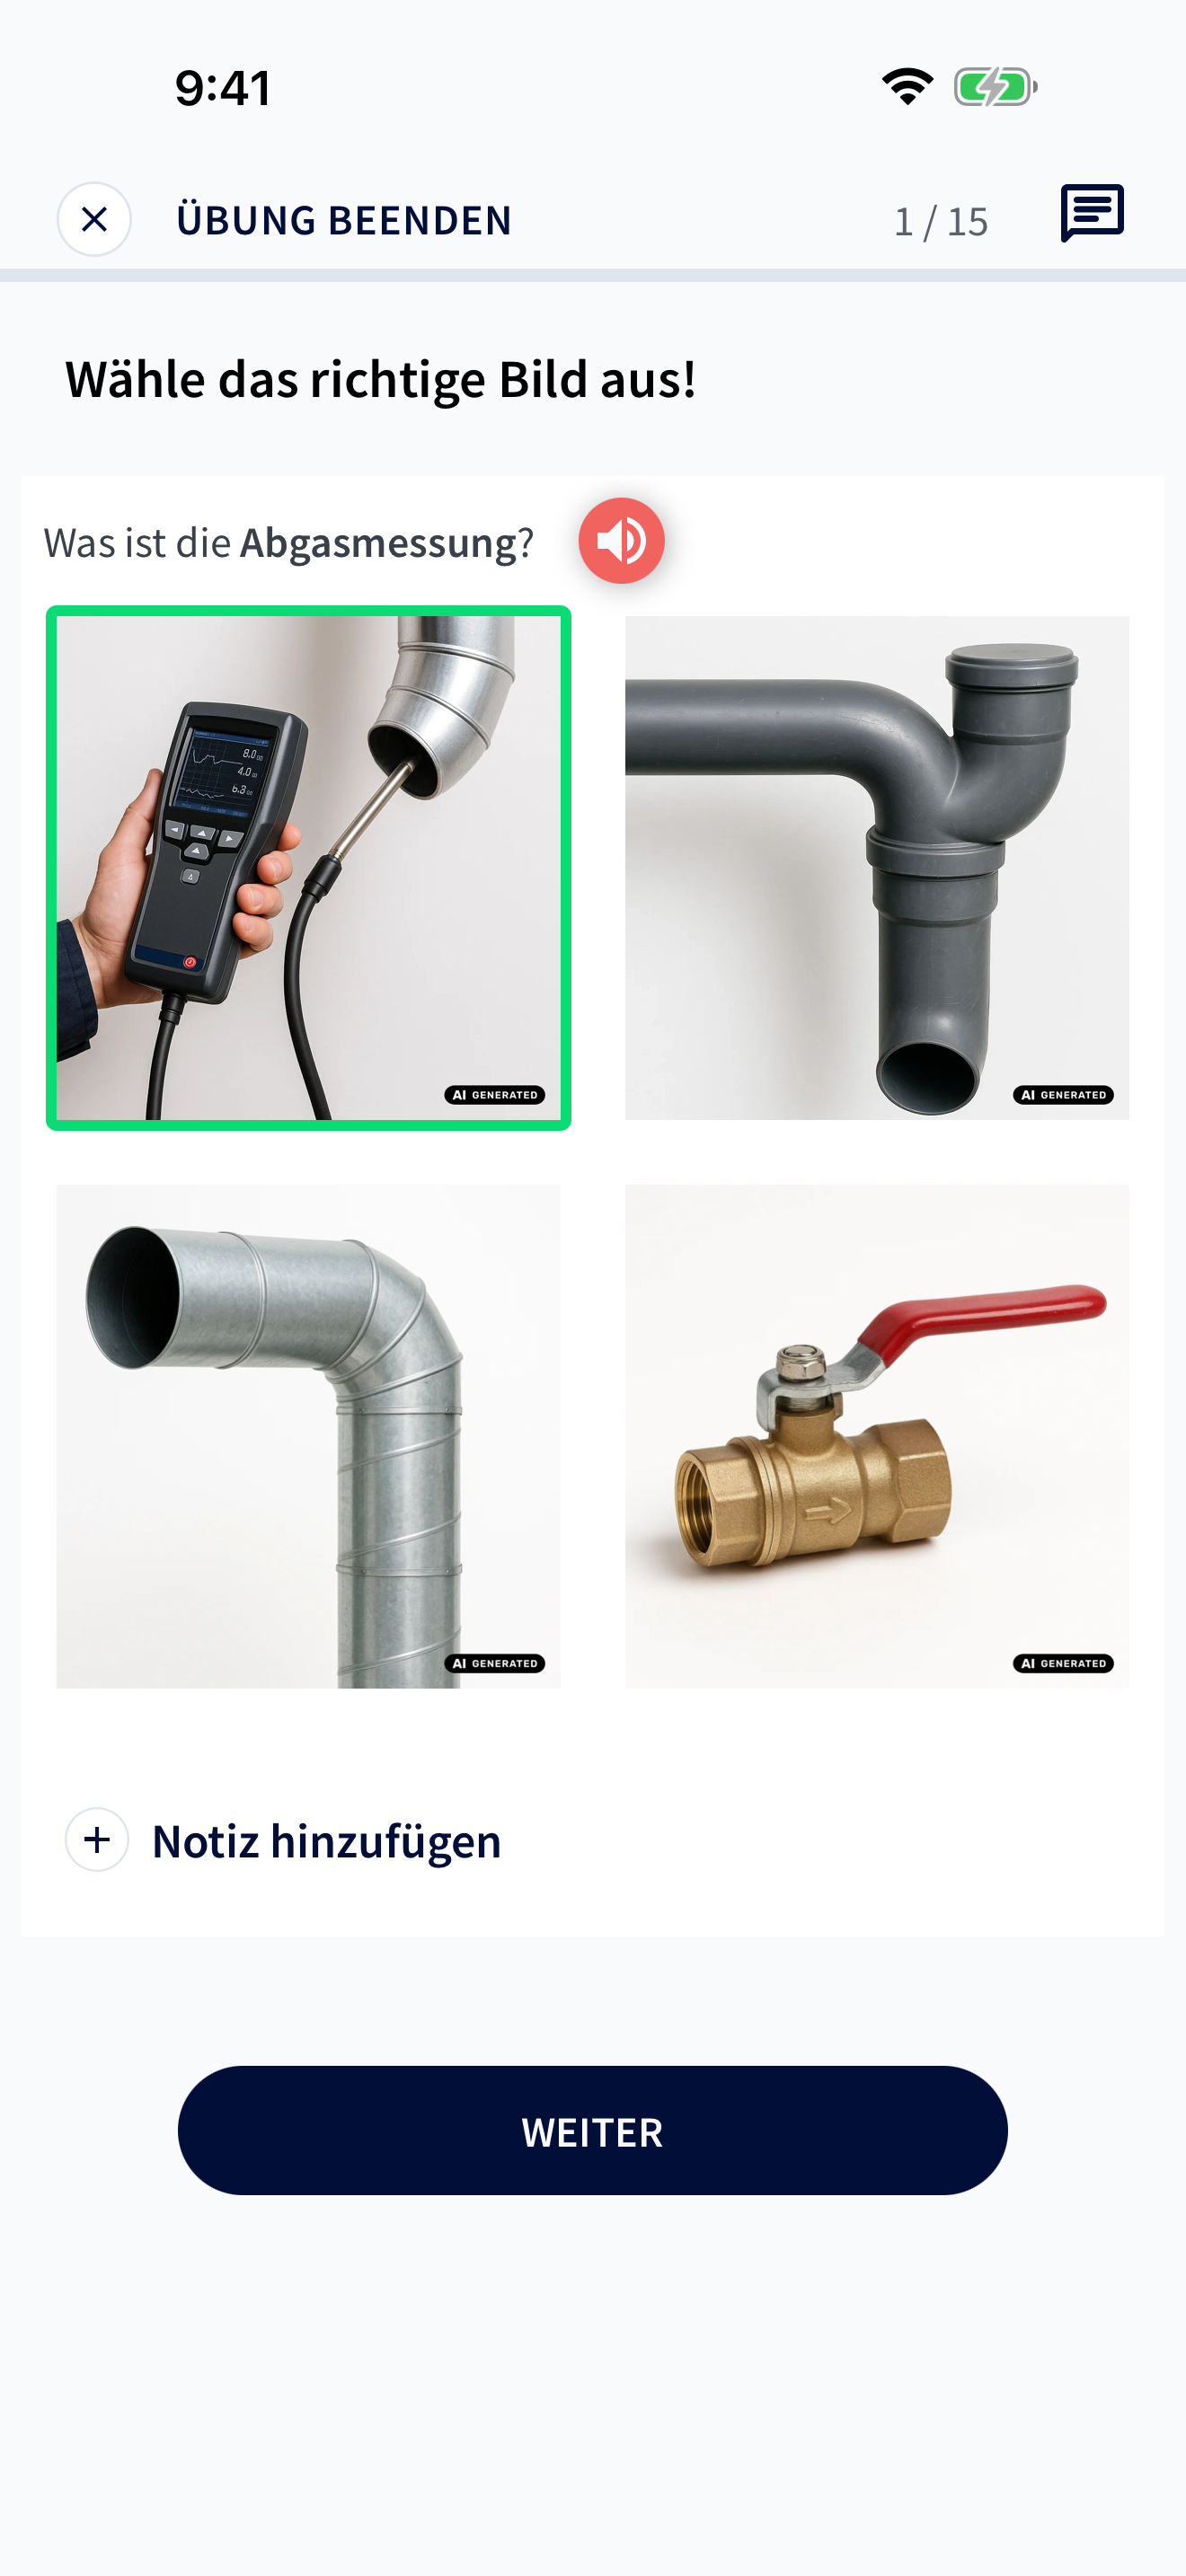 9:41
ÜBUNG BEENDEN
1 / 15
Wähle das richtige Bild aus!
Was ist die Abgasmessung?
8.0
4.0
AI GENERATED
AI GENERATED
AI GENERATED
AI GENERATED
Notiz hinzufügen
WEITER